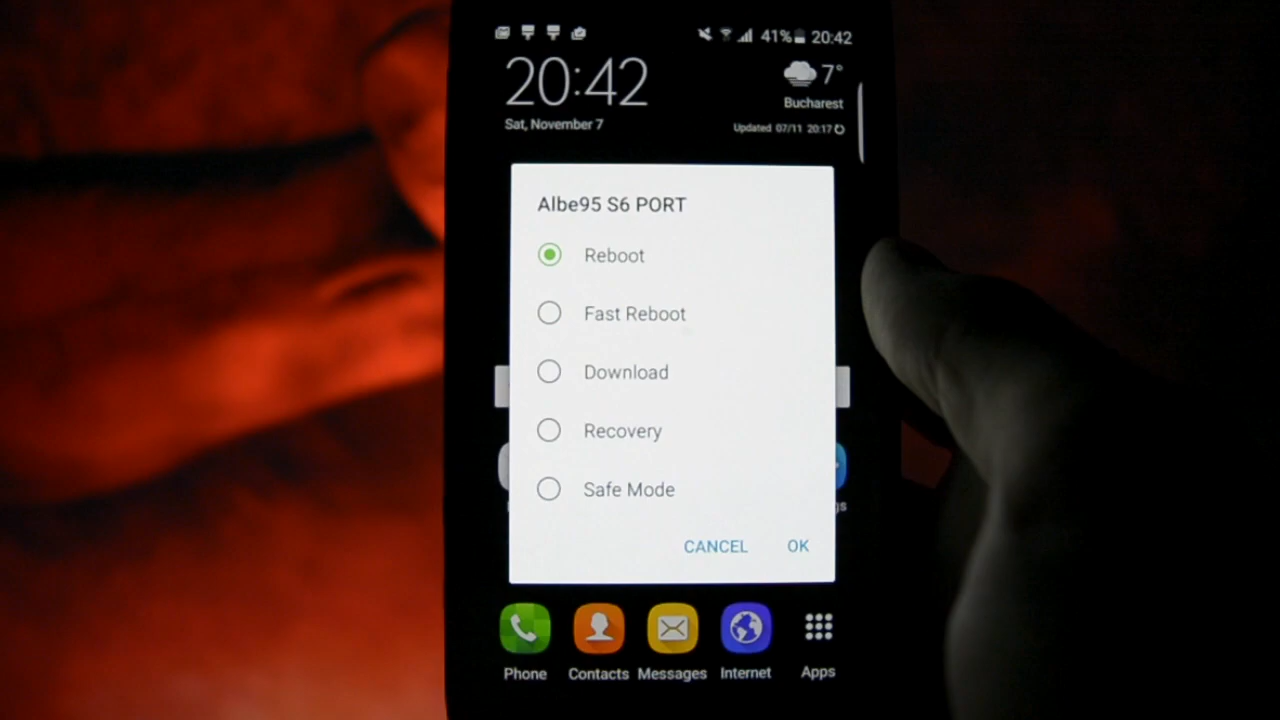 41% 20:42
20:42
7°
Bucharest
Sat, November 7
Updated 07/11 20:17
Albe95 S6 PORT
Reboot
Fast Reboot
Download
Recovery
Safe Mode
CANCEL OK
Phone Contacts Messages Internet Apps